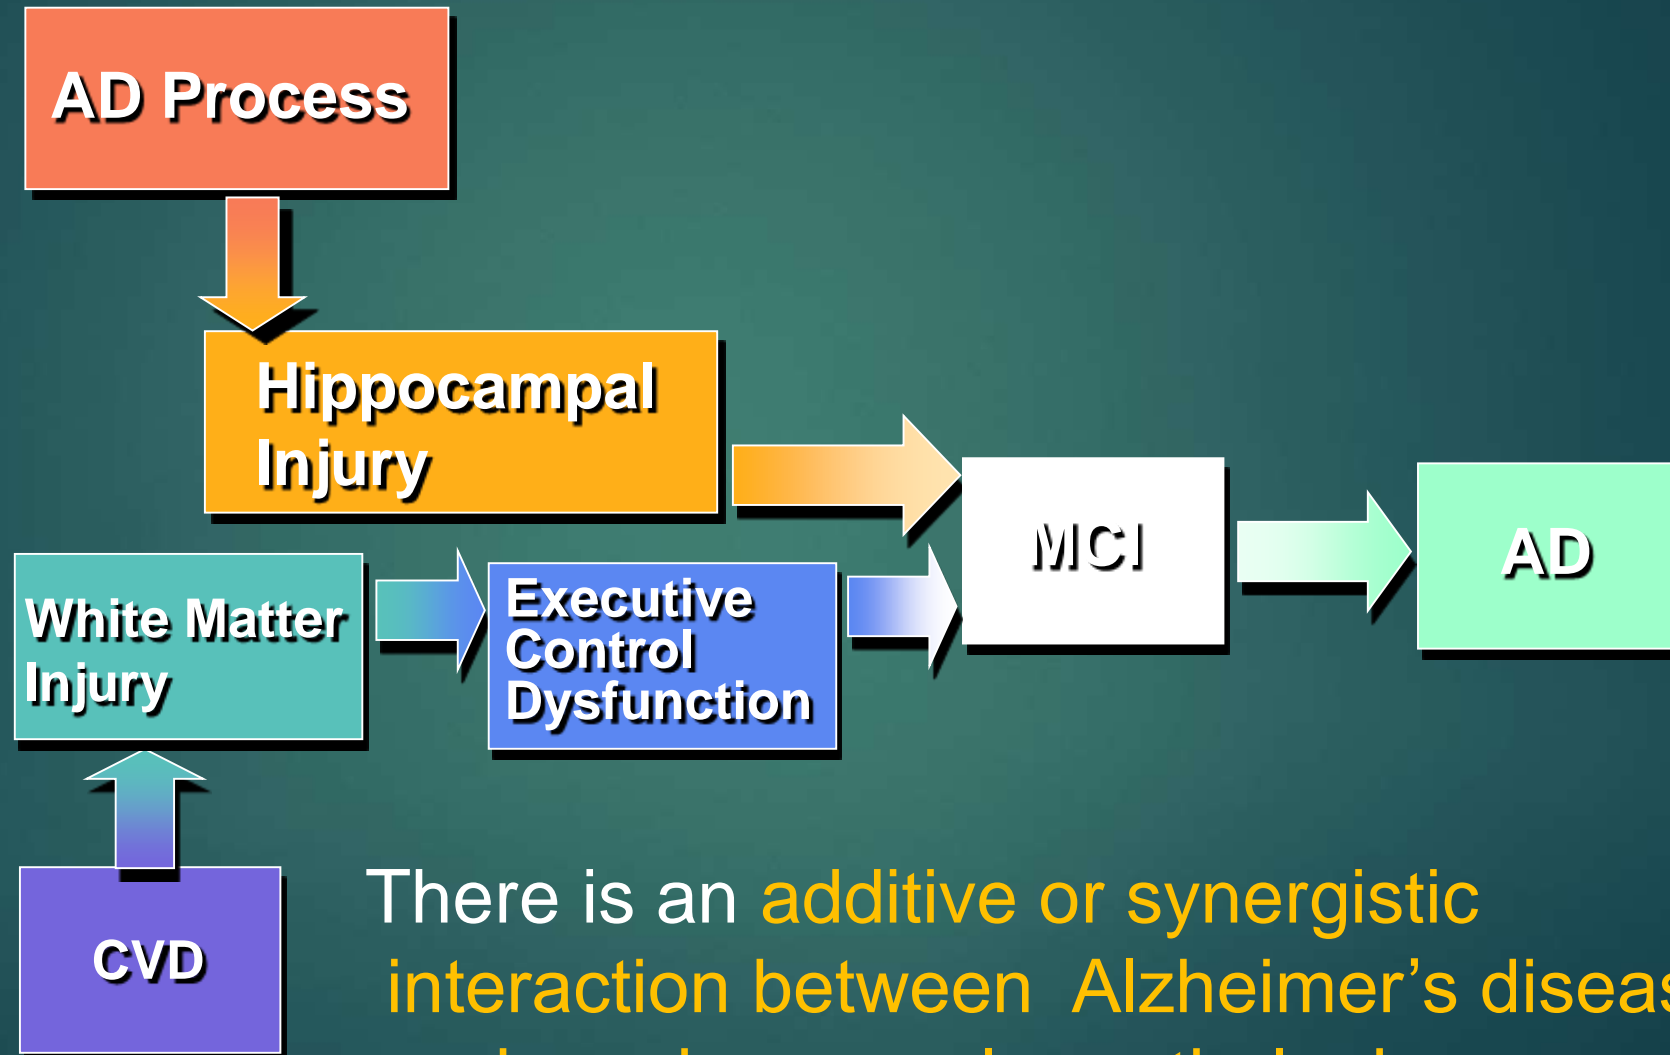 AD Process
Hippocampal
Injury
White Matter
Injury
Executive
Control
Dysfunction
MCI
AD
CVD
There is an additive or synergistic
interaction between Alzheimer’s diseas